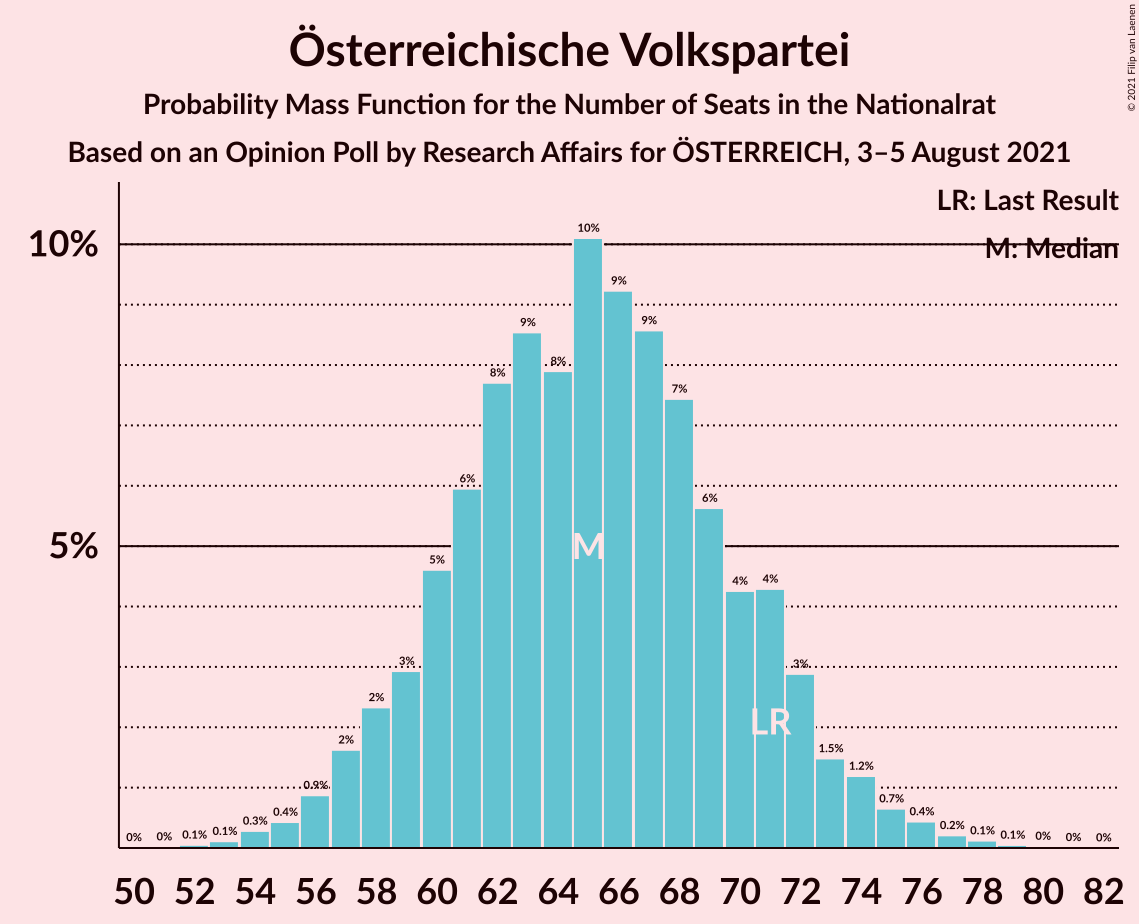 Österreichische Volkspartei
Probability Mass Function for the Number of Seats in the Nationalrat
Based on an Opinion Poll by Research Affairs for ÖSTERREICH, 3–5 August 2021
© 2021 Filip van Laenen
LR: Last Result
M: Median
10%
5%
0% 0% 0.1% 0.1% 0.3% 0.4% 0.9% 2% 2% 3% 5% 6% 8% 9% 8% 10% 9% 9% 7% 6% 4% 4% 3% 1.5% 1.2% 0.7% 0.4% 0.2% 0.1% 0.1% 0% 0% 0%
M
LR
50 52 54 56 58 60 62 64 66 68 70 72 74 76 78 80 82